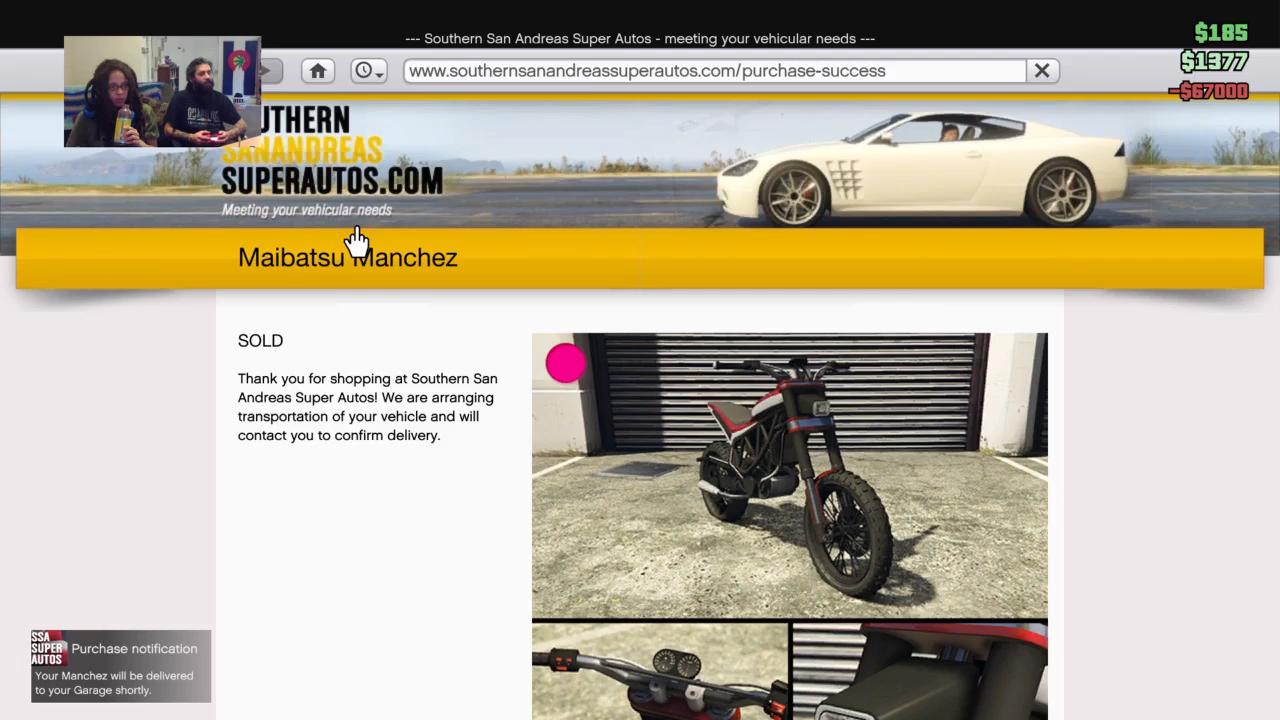 --- Southern San Andreas Super Autos - meeting your vehicular needs ---
$185
www.southernsanandreassuperautos.com/purchase-success
$1377
-$67000
UTHERN
SANANDREAS
SUPERAUTOS.COM
Meeting your vehicular needs
Maibatsu Manchez
SOLD
Thank you for shopping at Southern San
Andreas Super Autos! We are arranging
transportation of your vehicle and will
contact you to confirm delivery.
SSA
SUPER
AUTOS
Purchase notification
Your Manchez will be delivered
to your Garage shortly.